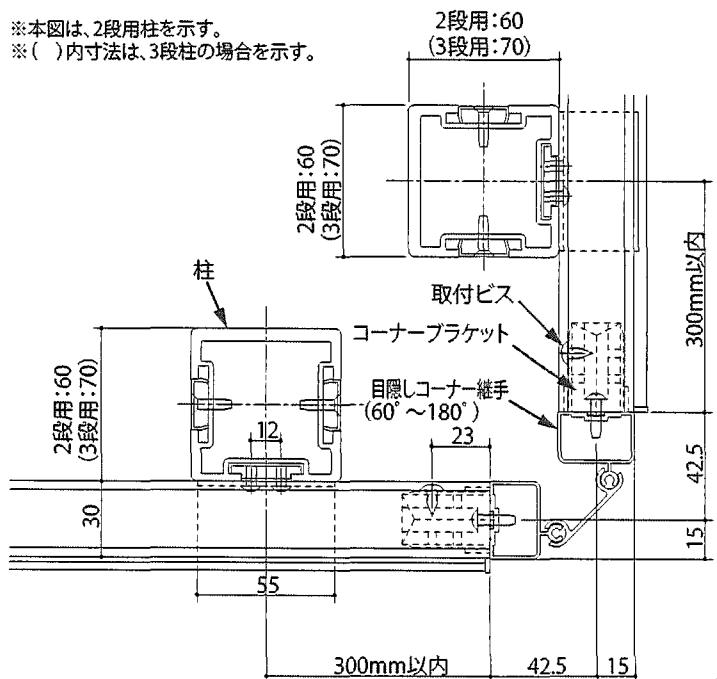 ※本図は、2段用柱を示す。
※(　)内寸法は、3段柱の場合を示す。
2段用:60
(3段用:70)
2段用:60
(3段用:70)
柱
取付ビス
コーナーブラケット
目隠しコーナー継手
(60°～180°)
300mm以内
2段用:60
(3段用:70)
12
23
42.5
30
15
55
300mm以内
42.5
15